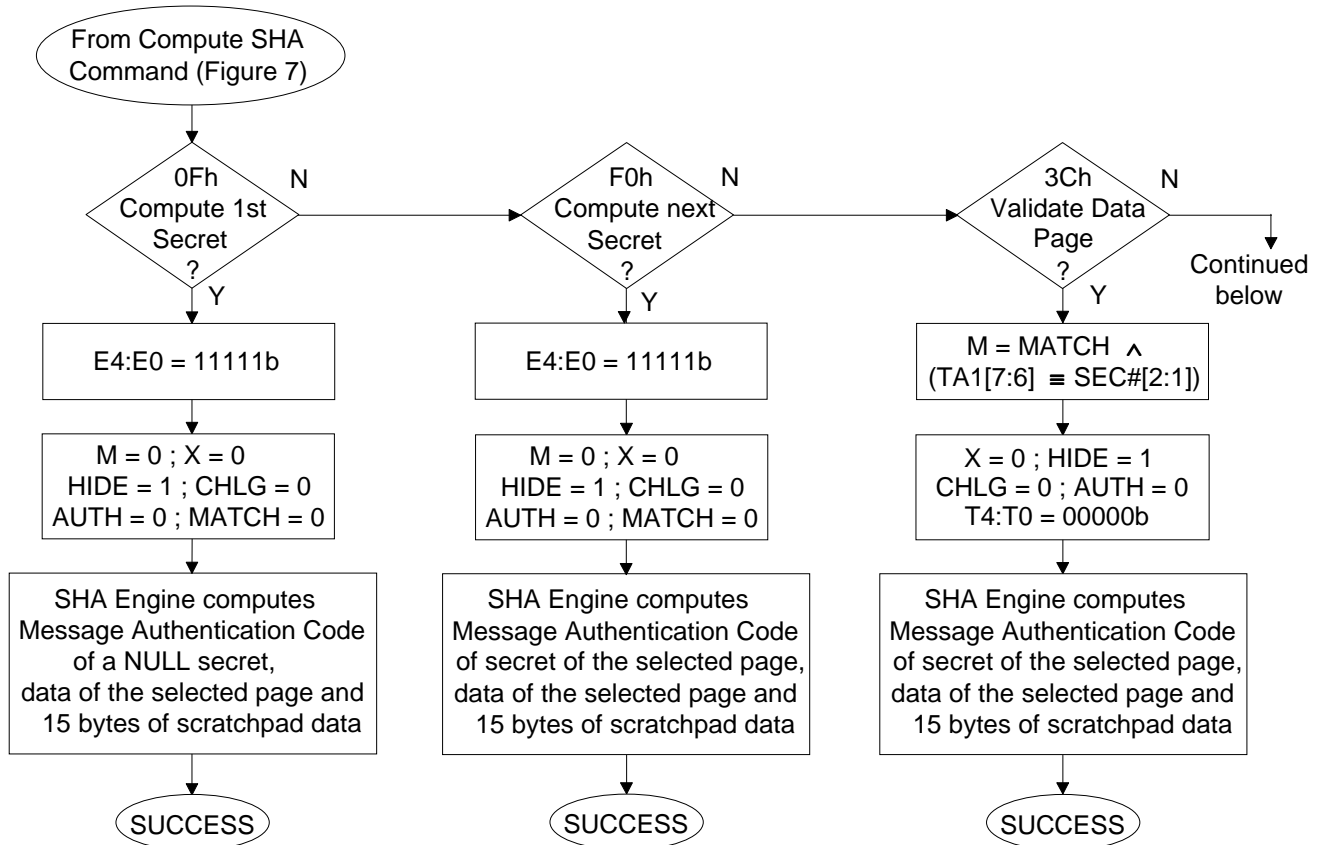 From Compute SHA
Command (Figure 7)
0Fh
Compute 1st
Secret
?
N
Y
F0h
Compute next
Secret
?
N
Y
3Ch
Validate Data
Page
?
N
Y
Continued
below
E4:E0 = 11111b
E4:E0 = 11111b
M = MATCH ∧
(TA1[7:6] ≡ SEC#[2:1])
M = 0 ; X = 0
HIDE = 1 ; CHLG = 0
AUTH = 0 ; MATCH = 0
M = 0 ; X = 0
HIDE = 1 ; CHLG = 0
AUTH = 0 ; MATCH = 0
X = 0 ; HIDE = 1
CHLG = 0 ; AUTH = 0
T4:T0 = 00000b
SHA Engine computes
Message Authentication Code
of a NULL secret,
data of the selected page and
15 bytes of scratchpad data
SHA Engine computes
Message Authentication Code
of secret of the selected page,
data of the selected page and
15 bytes of scratchpad data
SHA Engine computes
Message Authentication Code
of secret of the selected page,
data of the selected page and
15 bytes of scratchpad data
SUCCESS
SUCCESS
SUCCESS